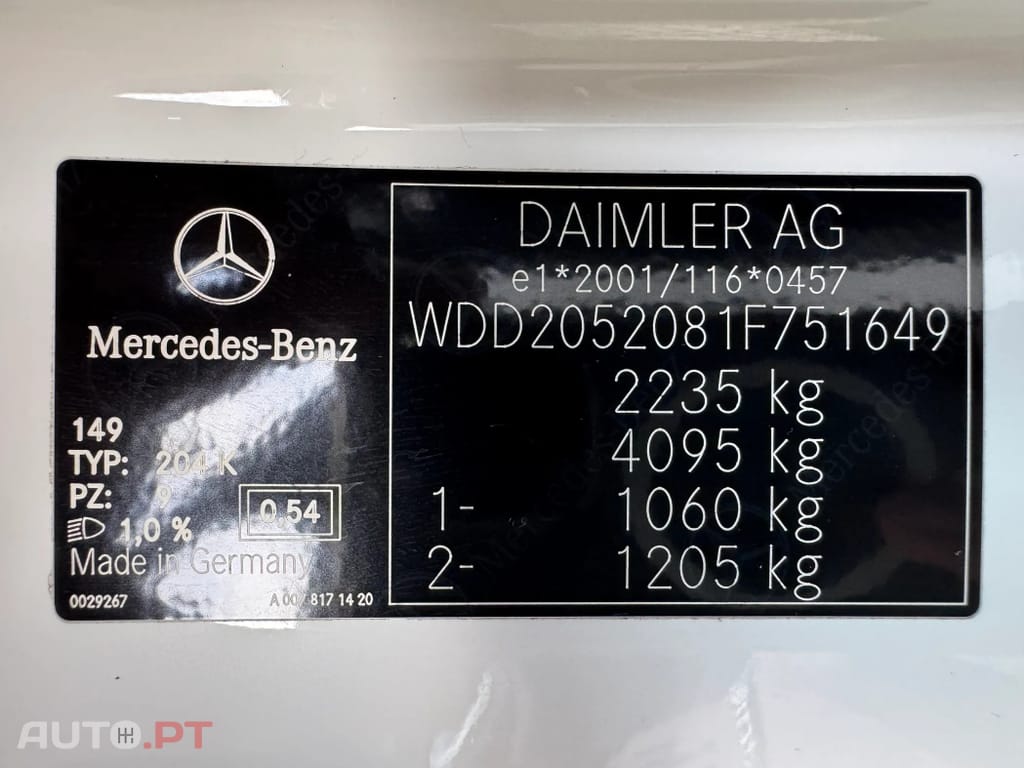 Mercedes-Benz
149
TYP: 204 K
PZ: 9
1,0 %
0.54
Made in Germany
0029267
817 14 20
DAIMLER AG
e1*2001/116*0457
WDD2052081F751649
2235 kg
4095 kg
1- 1060 kg
2- 1205 kg
AUTO.PT